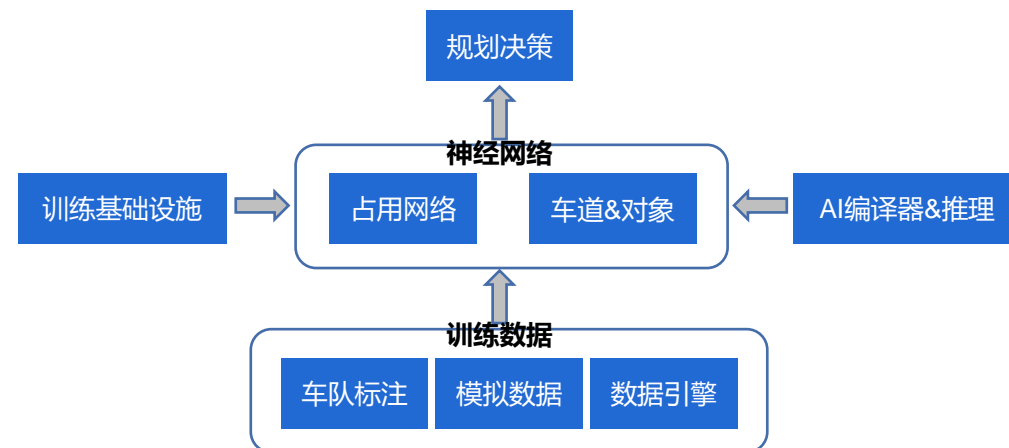 规划决策
神经网络
训练基础设施
占用网络
车道&对象
AI编译器&推理
训练数据
车队标注
模拟数据
数据引擎